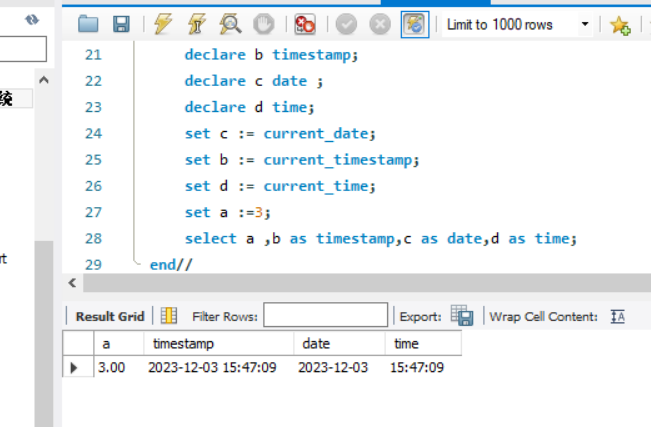 Limit to 1000 rows
统
21 declare b timestamp;
22 declare c date ;
23 declare d time;
24 set c := current_date;
25 set b := current_timestamp;
26 set d := current_time;
27 set a :=3;
28 select a ,b as timestamp,c as date,d as time;
29 end//
Result Grid Filter Rows: Export: Wrap Cell Content:
a timestamp date time
3.00 2023-12-03 15:47:09 2023-12-03 15:47:09